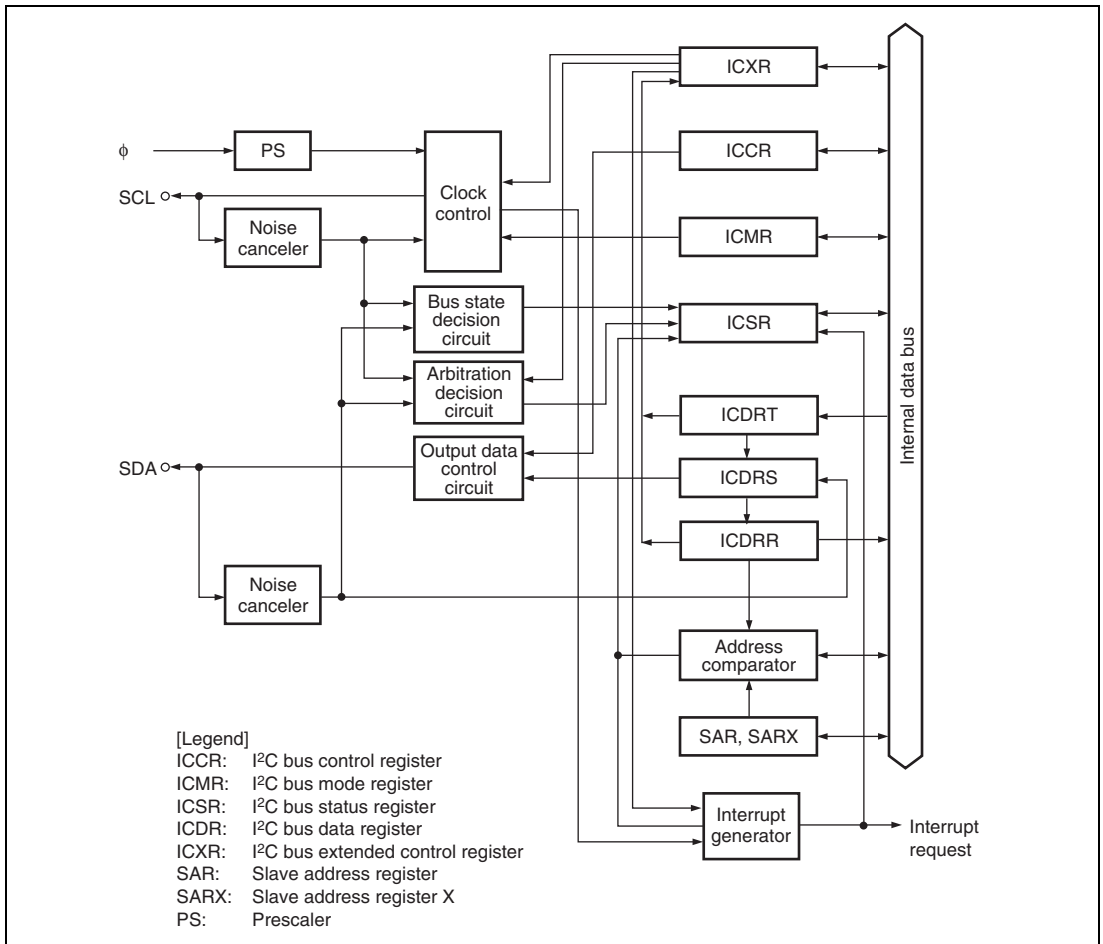 ICXR
φ
PS
ICCR
SCL
Clock
control
Noise
canceler
ICMR
Bus state
decision
circuit
ICSR
Internal data bus
Arbitration
decision
circuit
ICDRT
SDA
Output data
control
circuit
ICDRS
ICDRR
Noise
canceler
Address
comparator
SAR, SARX
[Legend]
ICCR: I²C bus control register
ICMR: I²C bus mode register
ICSR: I²C bus status register
ICDR: I²C bus data register
ICXR: I²C bus extended control register
SAR: Slave address register
SARX: Slave address register X
PS: Prescaler
Interrupt
generator
Interrupt
request